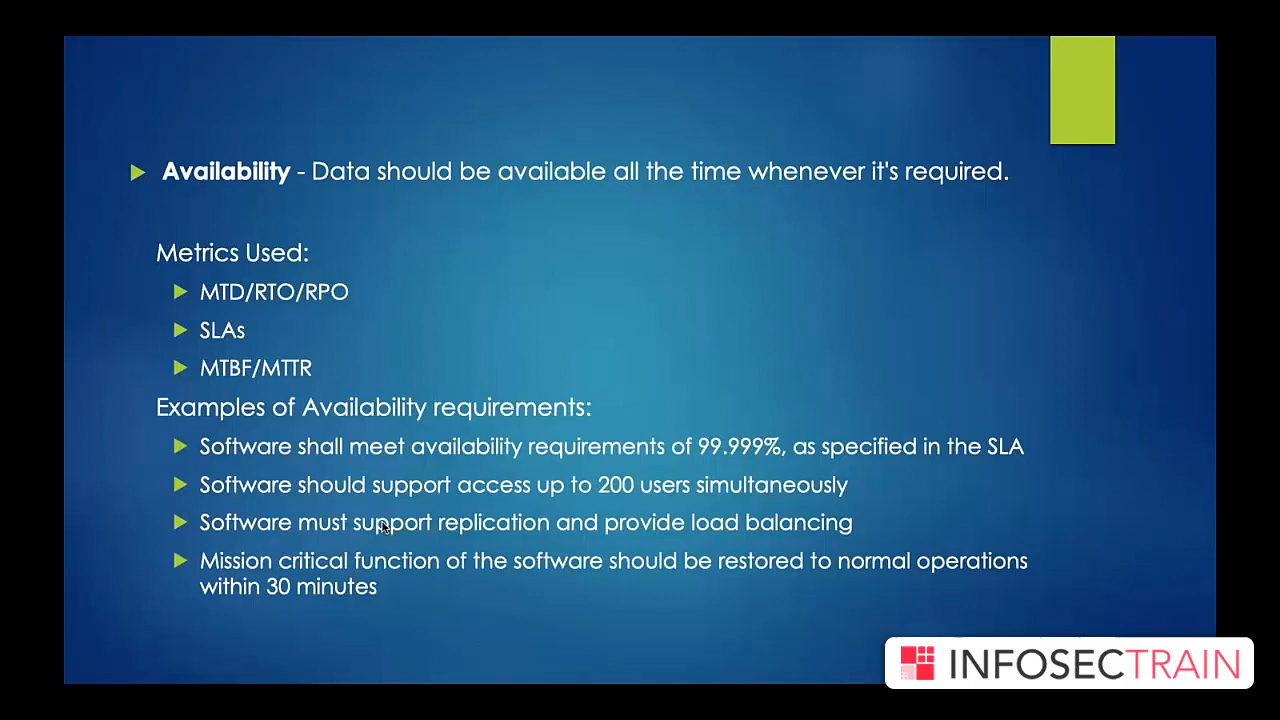 Availability - Data should be available all the time whenever it's required.
Metrics Used:
MTD/RTO/RPO
SLAs
MTBF/MTTR
Examples of Availability requirements:
Software shall meet availability requirements of 99.999%, as specified in the SLA
Software should support access up to 200 users simultaneously
Software must support replication and provide load balancing
Mission critical function of the software should be restored to normal operations
within 30 minutes
INFOSECTRAIN